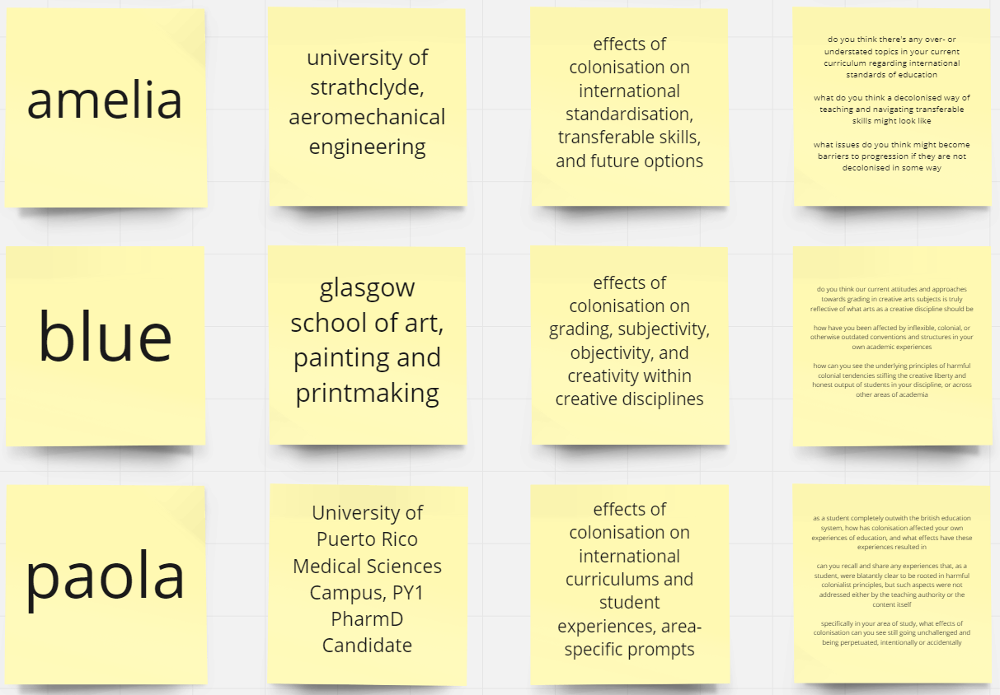 amelia
university of
strathclyde,
aeromechanical
engineering
effects of
colonisation on
international
standardisation,
transferable skills,
and future options
do you think there's any over- or
understated topics in your current
curriculum regarding international
standards of education
what do you think a decolonised way of
teaching and navigating transferable
skills might look like
what issues do you think might become
barriers to progression if they are not
decolonised in some way
blue
glasgow
school of art,
painting and
printmaking
effects of
colonisation on
grading, subjectivity,
objectivity, and
creativity within
creative disciplines
do you think our current attitudes and approaches
towards grading in creative arts subjects is truly
reflective of what arts as a creative discipline should be
how have you been affected by inflexible, colonial, or
otherwise outdated conventions and structures in your
own academic experiences
how can you see the underlying principles of harmful
colonial tendencies stifling the creative liberty and
honest output of students in your discipline, or across
other areas of academia
paola
University of
Puerto Rico
Medical Sciences
Campus, PY1
PharmD
Candidate
effects of
colonisation on
international
curriculums and
student
experiences, area-
specific prompts
as a student completely outwith the british education
system, how has colonisation affected your own
experiences of education, and what effects have these
experiences resulted in
can you recall and share any experiences that, as a
student, were blatantly clear to be rooted in harmful
colonialist principles, but such aspects were not
addressed either by the teaching authority or the
content itself
specifically in your area of study, what effects of
colonisation can you see still going unchallenged and
being perpetuated, intentionally or accidentally